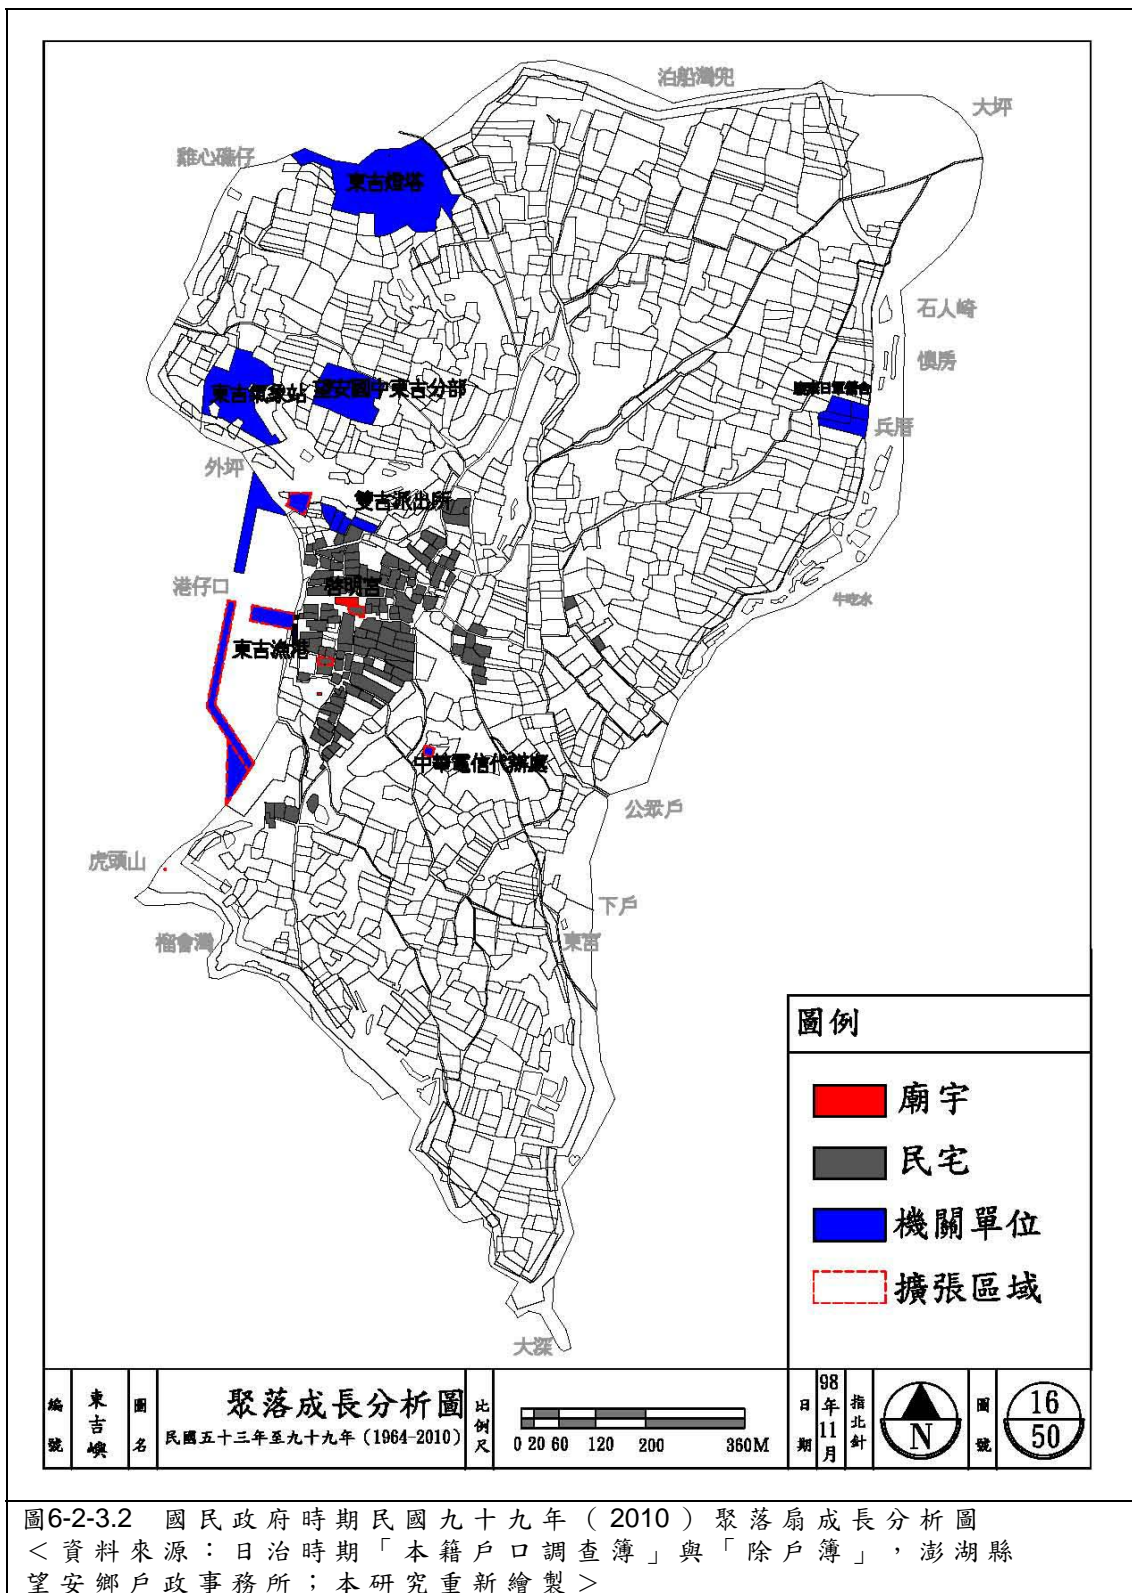 泊船灣兜
大坪
雞心礁仔
東吉燈塔
石人崎
懊房
東吉氣象站
望安國中東吉分部
兵厝
外坪
雙吉派出所
港仔口
啓明宮
牛吃水
東吉漁港
中華電信代辦處
公眾戶
虎頭山
下戶
榴會灣
東宮
圖例
廟宇
民宅
機關單位
擴張區域
大深
編號
東吉嶼
圖名
聚落成長分析圖
民國五十三年至九十九年（1964-2010）
比例尺
0 20 60 120 200 360M
日期
98年11月
指北針
N
圖號
16
50
圖6-2-3.2 國民政府時期民國九十九年（2010）聚落扇成長分析圖
＜資料來源：日治時期「本籍戶口調查簿」與「除戶簿」，澎湖縣
望安鄉戶政事務所；本研究重新繪製＞